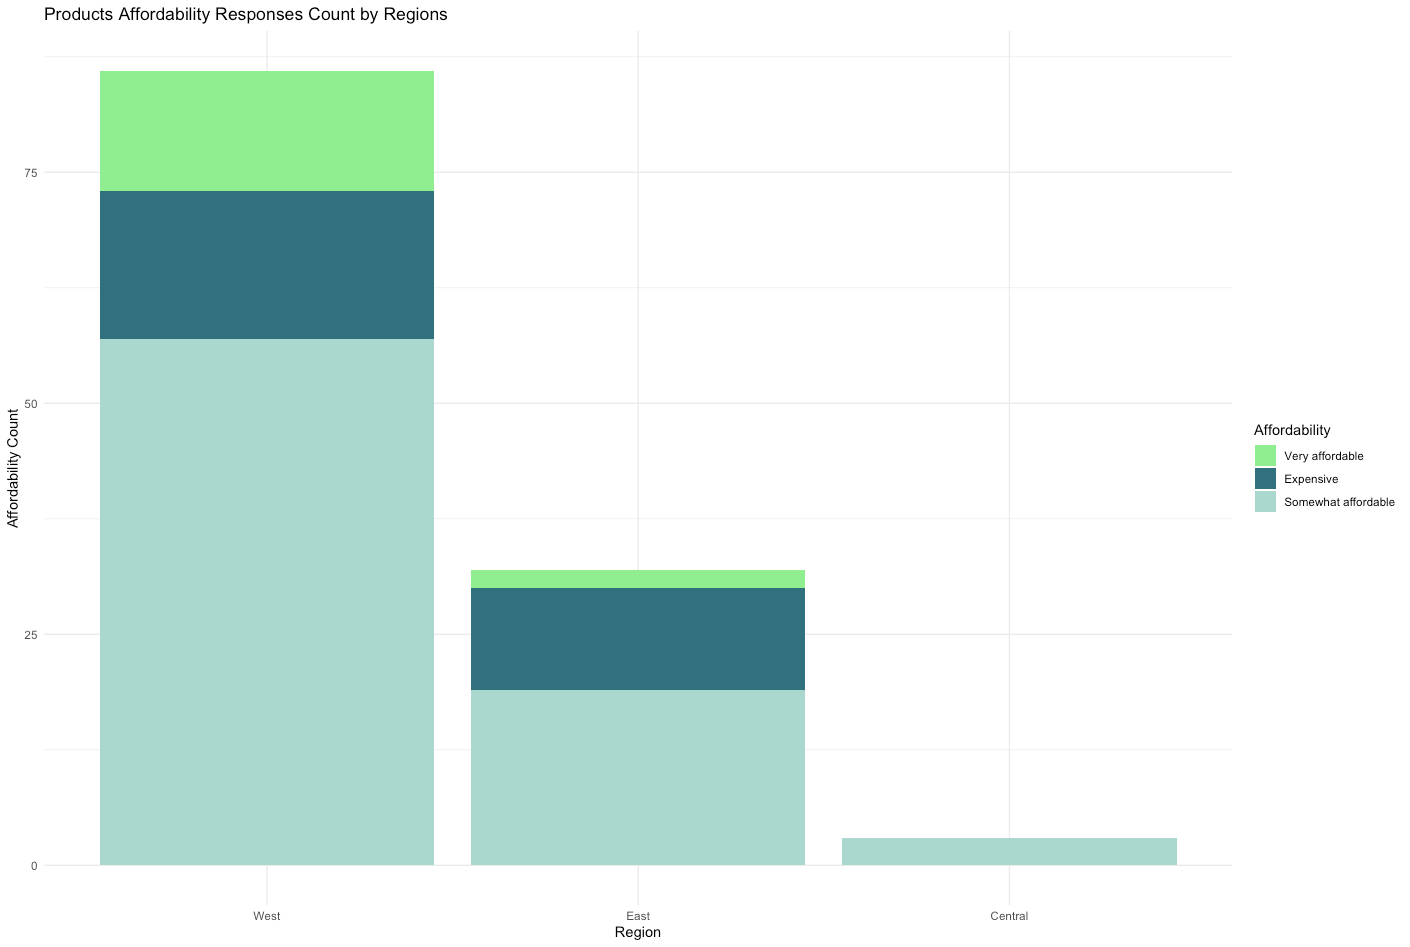 Products Affordability Responses Count by Regions
Affordability Count
75
50
25
0
West
East
Central
Region
Affordability
Very affordable
Expensive
Somewhat affordable